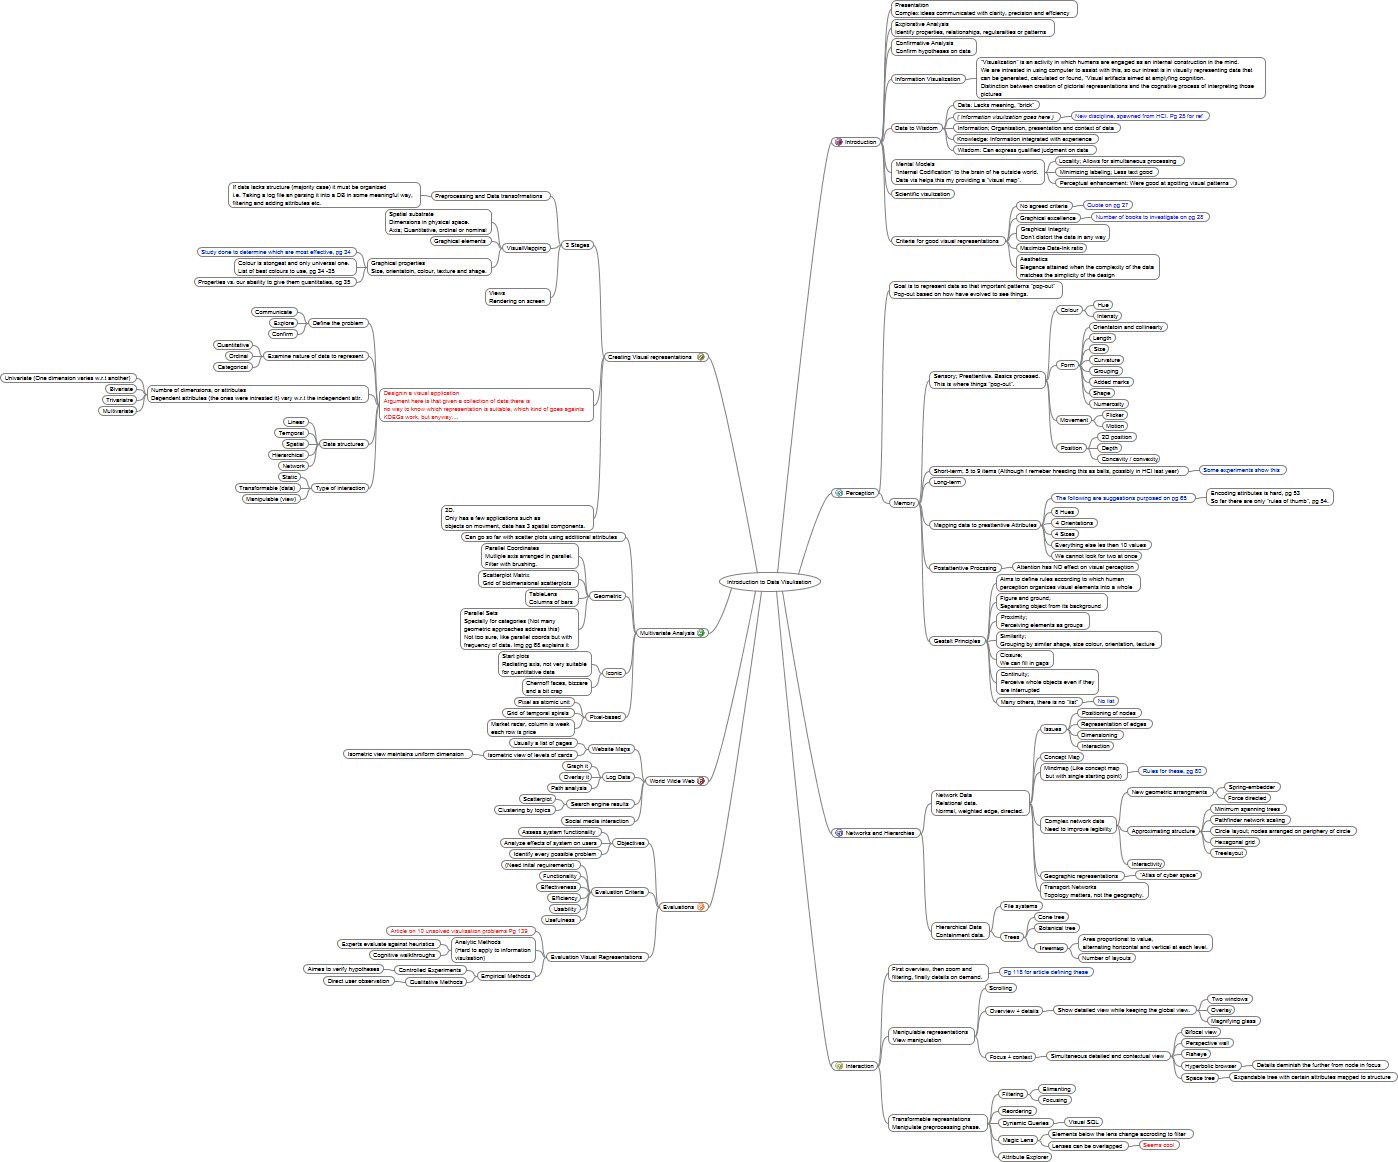 Introduction to Data Visulisation
Introduction
Presentation
Complex ideas communicated with clarity, precision and effciency
Explorative Analysis
Identify properties, relationships, regularaities or patterns
Confirmative Analysis
Confirm hypotheses on data
Information Visualization
"Visualization" is an activity in which humans are engaged as an internal construction in the mind.
We are intrested in using computer to assist with this, so our intrest is in visually representing data that
can be generated, calculated or found, "Visual artifacts aimed at amplyfing cognition.
Distinction between creation of pictorial representations and the cognitive process of interpreting those
pictures
Data to Wisdom
Data: Lacks meaning, "brick"
( Information visulization goes here )
New discipline, spawned from HCI. Pg 25 for ref
Information; Organisation, presentation and context of data
Knowledge: Information integrated with experience
Wisdom: Can express qualified judgment on data
Mental Models
"Internal Codification" to the brain of he outside world.
Data vis helps this my providing a "visual map".
Locality; Allows for simultaneous processing
Minimizing labeling; Less text good
Perceptual enhancement: Were good at spotting visual patterns
Scientific visulization
Criteria for good visual representations
No agreed criteria
Quote on pg 27
Graphical excellence
Number of books to investigate on pg 28
Graphical Integrity
Don't distort the data in any way
Maximize Data-Ink ratio
Aesthetics
Elegance attained when the complexity of the data
matches the simplicity of the design
Perception
Goal is to represent data so that important patterns "pop-out"
Pop-out based on how have evolved to see things.
Memory
Sensory; Preatientive. Basics procesed.
This is where things "pop-out".
Colour
Hue
Intensty
Form
Orientatoin and collinearty
Length
Size
Curvature
Grouping
Added marks
Shape
Numerosity
Movement
Flicker
Motion
Position
2D position
Depth
Concavity / convexity
Short-term; 5 to 9 items (Although I remeber hreading this as balls, possibly in HCI last year)
Some experiments show this
Long-term
Mapping data to preattentive Attributes
The following are suggestions purposed on pg 65
Encoding attributes is hard, pg 53
So far there are only "rules of thumb", pg 54.
8 Hues
4 Orientations
4 Sizes
Everything else les then 10 values
We cannot look for two at once
Postattentive Procsing
Attention has NO effect on visual perception
Gestalt Principles
Aims to define rules according to which human
perception organizes visual elements into a whole
Figure and ground,
Separating object from its background
Proximity;
Perceiving elements as groups
Similarity;
Grouping by similar shape, size colour, orientation, texture
Closure;
We can fill in gaps
Continuity;
Perceive whole objects even if they
are interrupted
Many others, there is no "list"
No list
Networks and Hierarchies
Network Data
Relational data.
Normal, weighted edge, directed.
Issues
Positioning of nodes
Representation of edges
Dimensioning
Interaction
Concept Map
Mindmap (Like concept map
but with single starting point)
Rules for these, pg 80
Complex network data
Need to improve legibility
New geometric arrangments
Spring-embedder
Force directed
Approximating structure
Minimum spanning trees
Pathfinder network scaling
Circle layout; nodes arranged on periphery of circle
Hexagonal grid
Treelayout
Interactivity
Geographic representations
"Atlas of cyber space"
Transport Networks
Topology matters, not the geography.
Hierarchical Data
Containment data.
File systems
Trees
Cone tree
Botanical tree
Treemap
Area proportional to value,
alternating horizontal and vertical at each level.
Number of layouts
Interaction
First overview, then zoom and
filtering, finally details on demand.
Pg 115 for article defining these
Manipulable representations
View manipulation
Scrolling
Overview + details
Show detailed view while keeping the global view.
Two windows
Overlay
Magnifying glass
Focus + context
Simultaneous detailed and contextual view
Bifocal view
Perspective wall
Fisheye
Hyperbolic browser
Details deminish the further from node in focus
Space tree
Expandable tree with certain attributes mapped to structure
Transformable representations
Manipulate preprocessing phase.
Filtering
Elimanting
Focusing
Reordering
Dynamic Queries
Visual SQL
Magic Lens
Elements below the lens change accroding to filter
Lenses can be overlapped
Seems cool
Attribute Explorer
Creating Visual representations
3 Stages
Preprocessing and Data transofrmations
If data lacks structure (majority case) it must be organised
i.e. Taking a log file an parsing it into a DB in some meaningful way,
filtering and adding attributes etc.
VisualMapping
Spatial substrate
Dimensions in physical space.
Axis; Quantitative, ordinal or nominal
Graphical elements
Graphical properties
Size, orientatoin, colour, texture and shape.
Study done to determine which are most effective, pg 34
Colour is stongest and only universal one.
List of best colours to use, pg 34 -35
Properties vs. our abaility to give them quantitaties, og 35
Views
Rendering on screen
Designin a visual application:
Argument here is that given a collection of data there is
no way to know which representation is suitable, which kind of goes againts
KDEGs work, but anyway....
Define the problem
Communicate
Explore
Confirm
Examine nature of data to represent
Quantitative
Ordinal
Categorical
Numbre of dimensions, or attributes
Dependent attributes (the ones were intrested it) vary w.r.t the independent attr.
Univariate (One dimension varies w.r.t another)
Bivariate
Trivariatre
Multivariate
Data structures
Linear
Temporal
Spatial
Hierarchical
Network
Type of interaction
Static
Transformable (data)
Manipulable (view)
2D.
Only has a few applications such as
objects on movment, data has 3 spatial components.
Multivariate Analysis
Can go so far with scatter plots using additional attributes
Geometric
Parallel Coordinates
Multiple axis arranged in parallel.
Filter with brushing.
Scatterplot Matrix
Grid of bidimensional scatterplots
TableLens
Columns of bars
Parallel Sets
Specially for categories (Not many
geometric approaches address this)
Not too sure, like parallel coords but with
frequency of data. Img pg 65 explains it
Iconic
Start plots
Radiating axis, not very suitable
for quantitative data
Chernoff faces, bizzare
and a bit crap
Pixel-based
Pixel as atomic unit
Grid of temporal spirals
Market radar, column is week
each row is price
World Wide Web
Website Maps
Usually a list of pages
Isometric view of levels of cards
Isometric view maintains uniform dimension
Log Data
Graph it
Overlay it
Path analysis
Search engine results
Scatterplot
Clustering by topics
Social media interaction
Evaluations
Objectives
Assess system functionality
Analyze effects of system on users
Identify every possible problem
Evaluation Criteria
(Need inital requirements)
Functionality
Effectiveness
Efficiency
Usability
Usefulness
Evaluation Visual Representations
Article on 10 unsolved visulisation problems Pg 129
Analytic Methods
(Hard to apply to information
visulsation)
Experts evaluate against heuristics
Cognitive walkthroughs
Empirical Methods
Controlled Experiments
Aimes to verify hypotheses
Qualitative Methods
Direct user observation